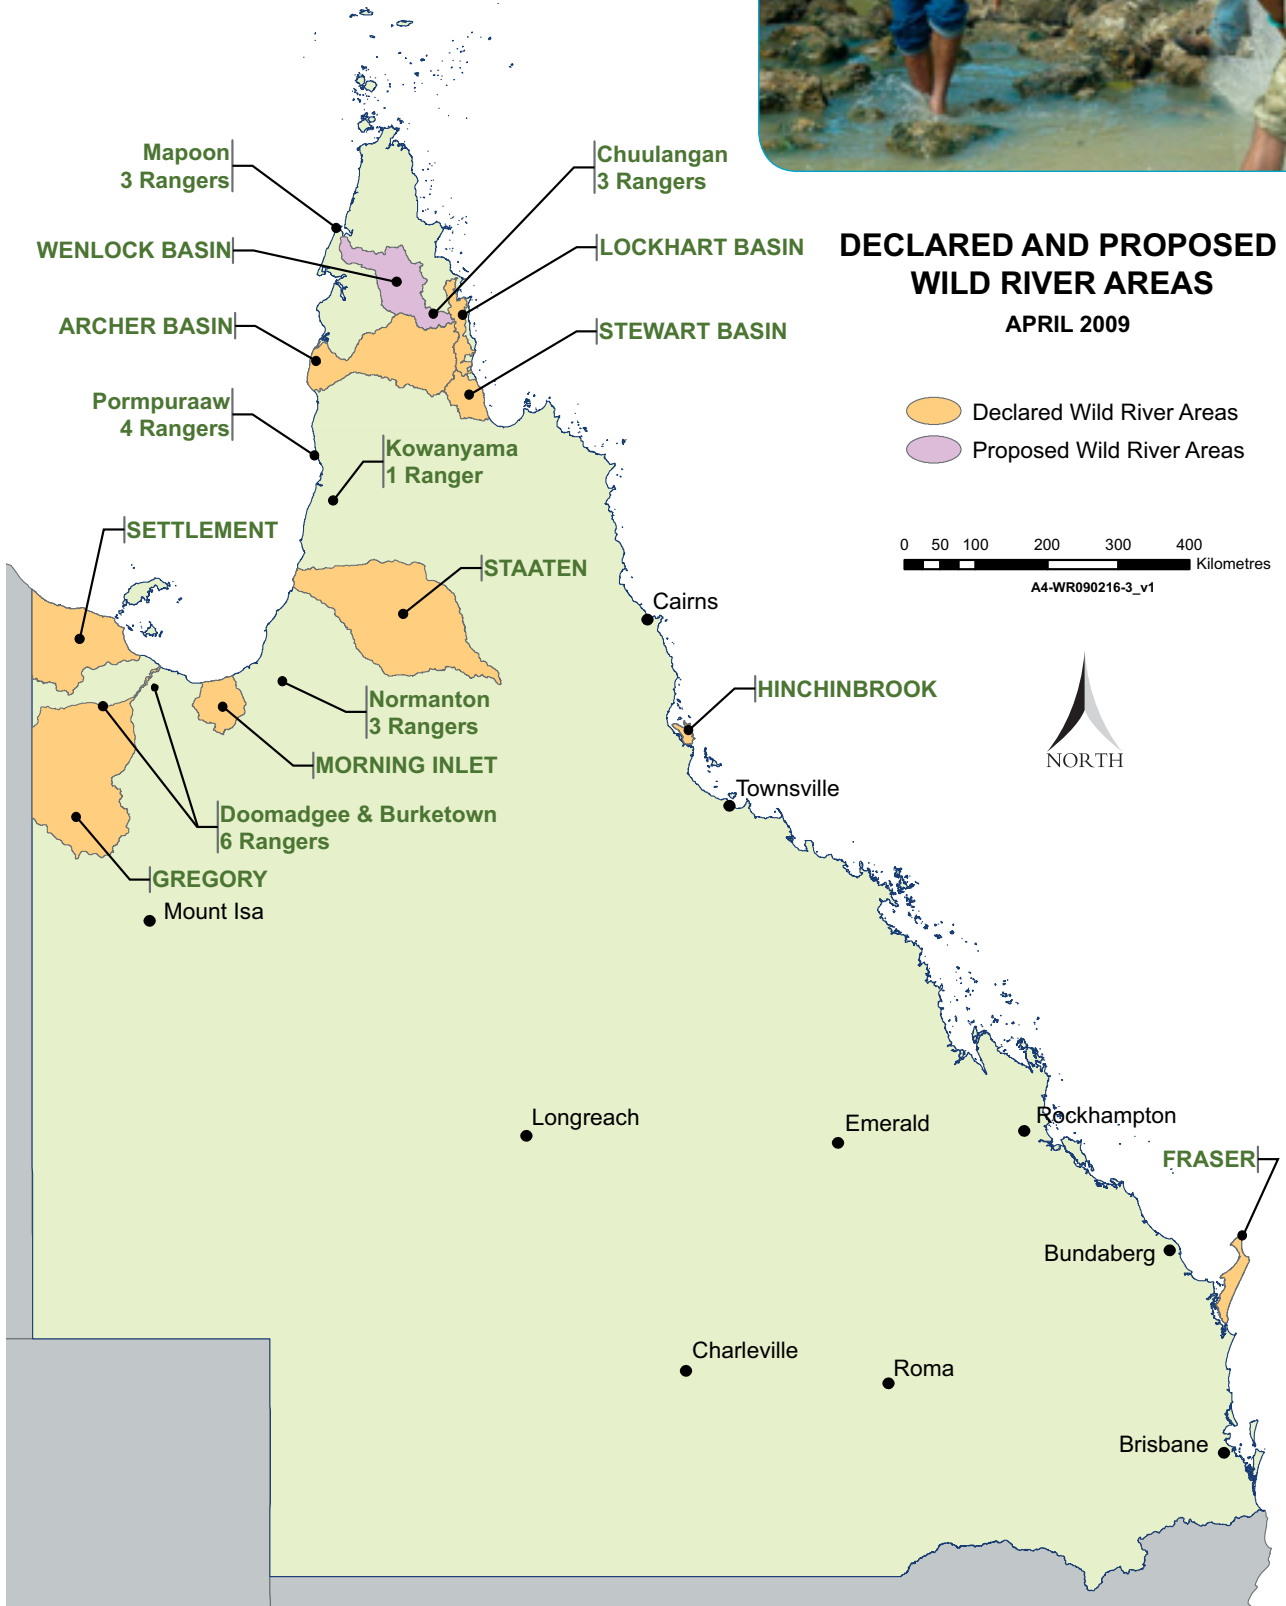 DECLARED AND PROPOSED
WILD RIVER AREAS
APRIL 2009
Declared Wild River Areas
Proposed Wild River Areas
0 50 100 200 300 400
Kilometres
A4-WR090216-3_v1
NORTH
Mapoon
3 Rangers
Chuulangan
3 Rangers
WENLOCK BASIN
LOCKHART BASIN
ARCHER BASIN
STEWART BASIN
Pormpuraaw
4 Rangers
Kowanyama
1 Ranger
SETTLEMENT
STAATEN
Cairns
HINCHINBROOK
Normanton
3 Rangers
MORNING INLET
Townsville
Doomadgee & Burketown
6 Rangers
GREGORY
Mount Isa
Longreach
Emerald
Rockhampton
FRASER
Bundaberg
Charleville
Roma
Brisbane